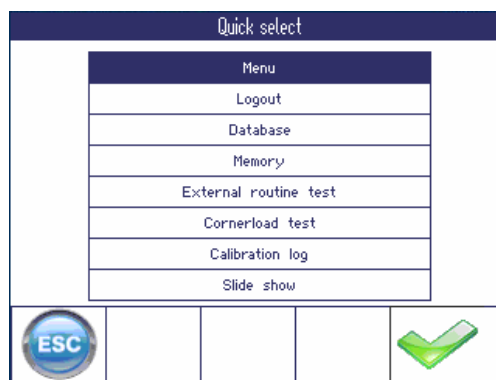 Quick select
Menu
Logout
Database
Memory
External routine test
Cornerload test
Calibration log
Slide show
ESC